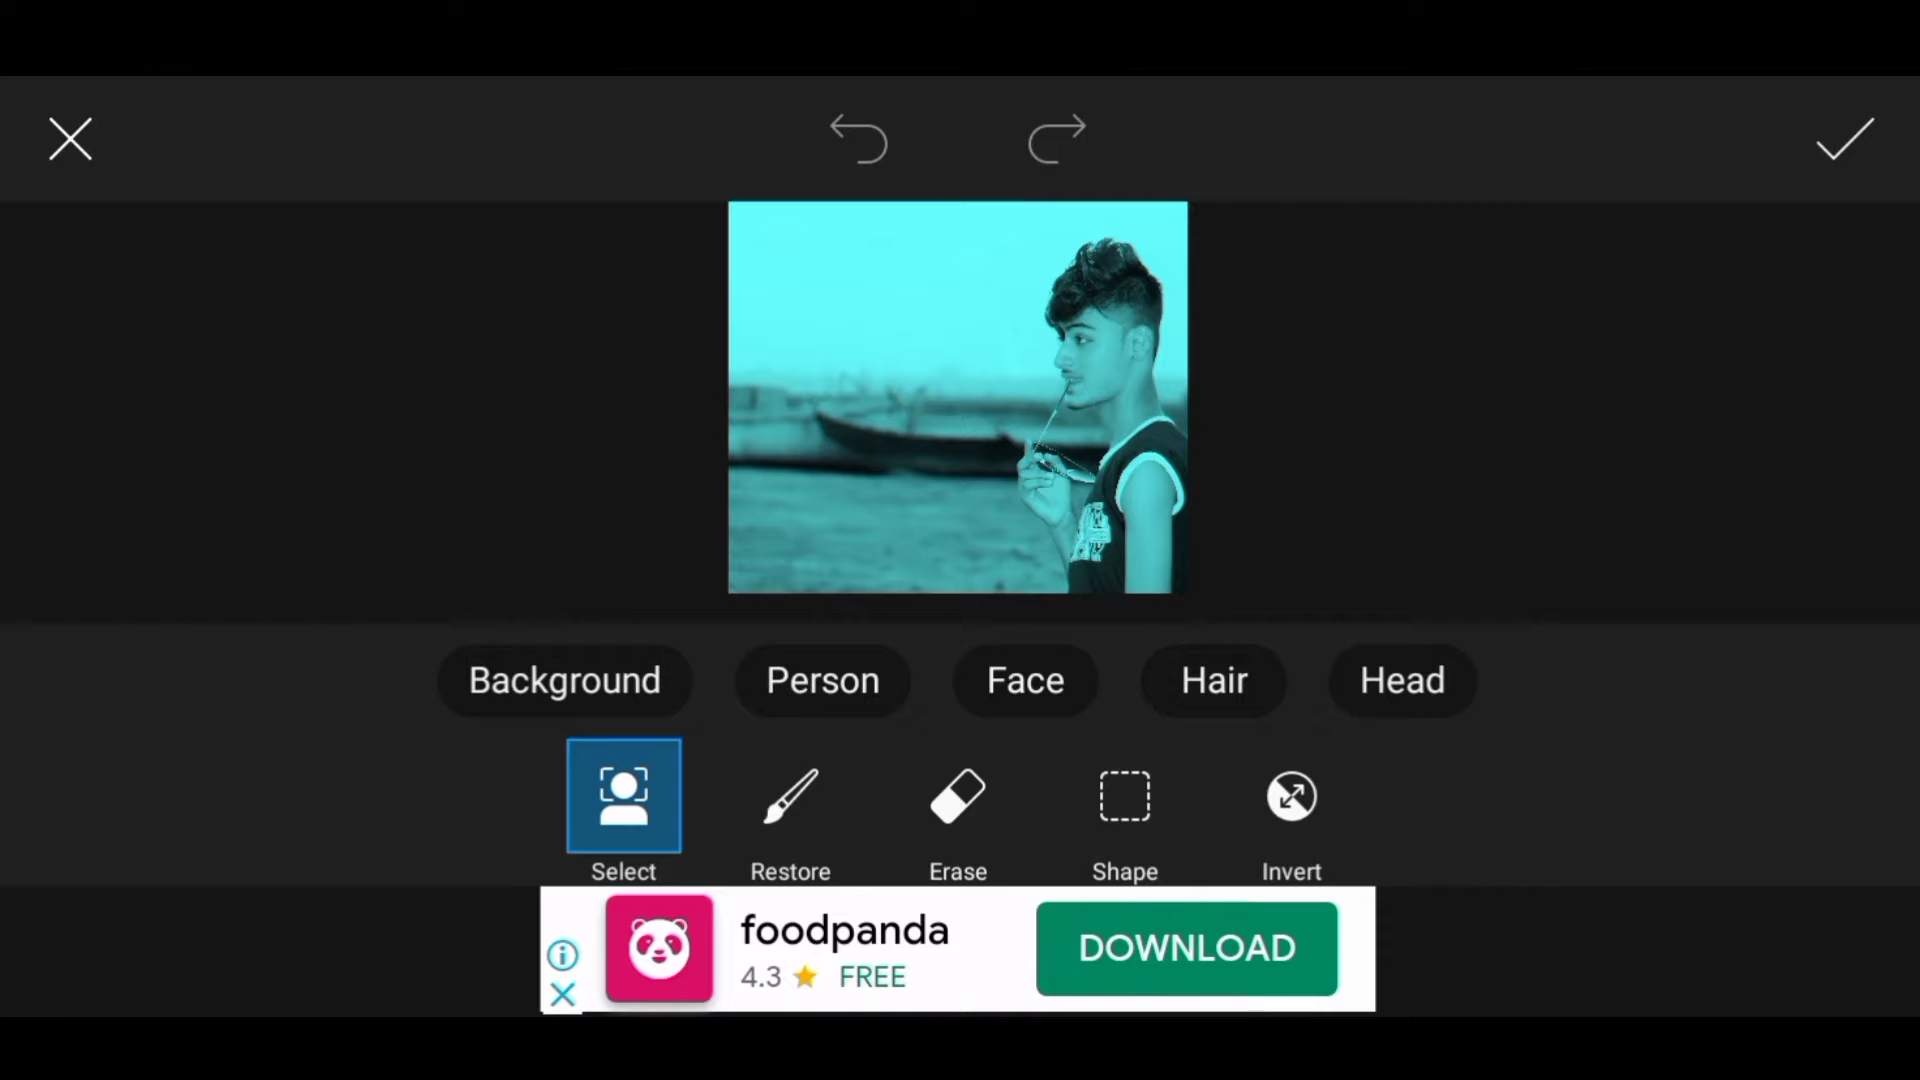 Background Person Face Hair Head
Select Restore Erase Shape Invert
foodpanda
4.3 FREE
DOWNLOAD